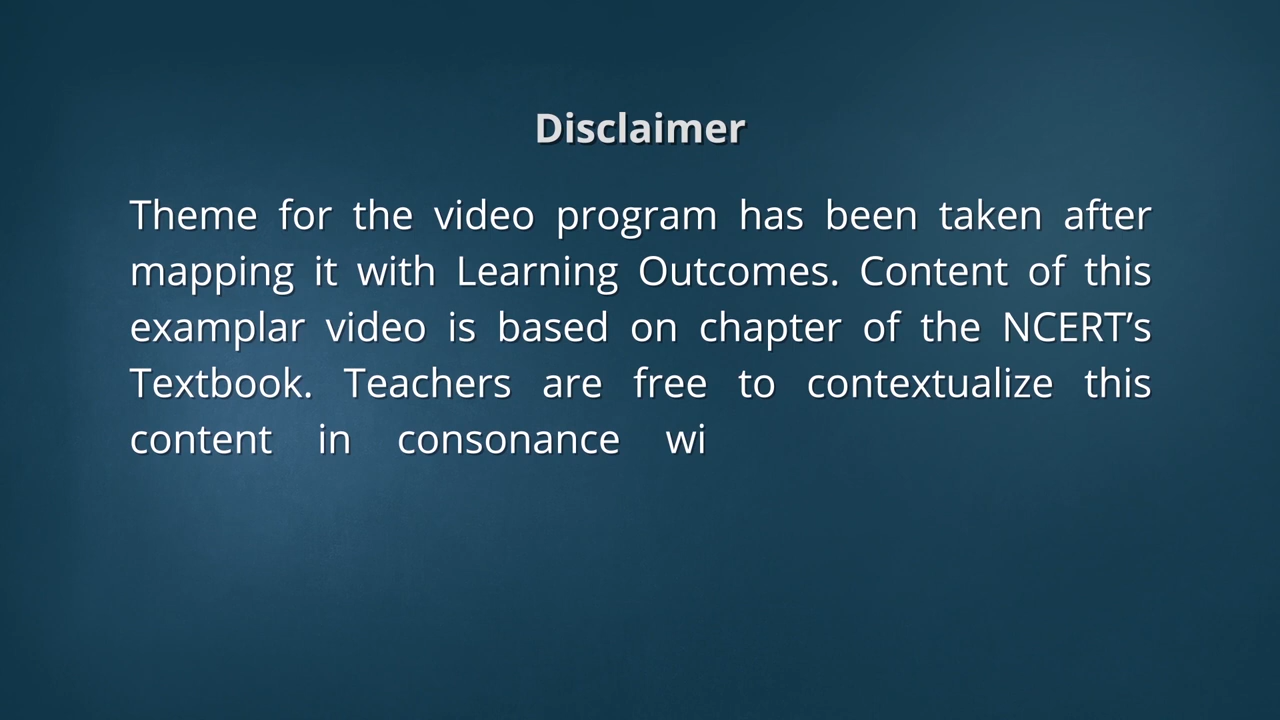 Disclaimer
Theme for the video program has been taken after
mapping it with Learning Outcomes. Content of this
examplar video is based on chapter of the NCERT’s
Textbook. Teachers are free to contextualize this
content in consonance wi